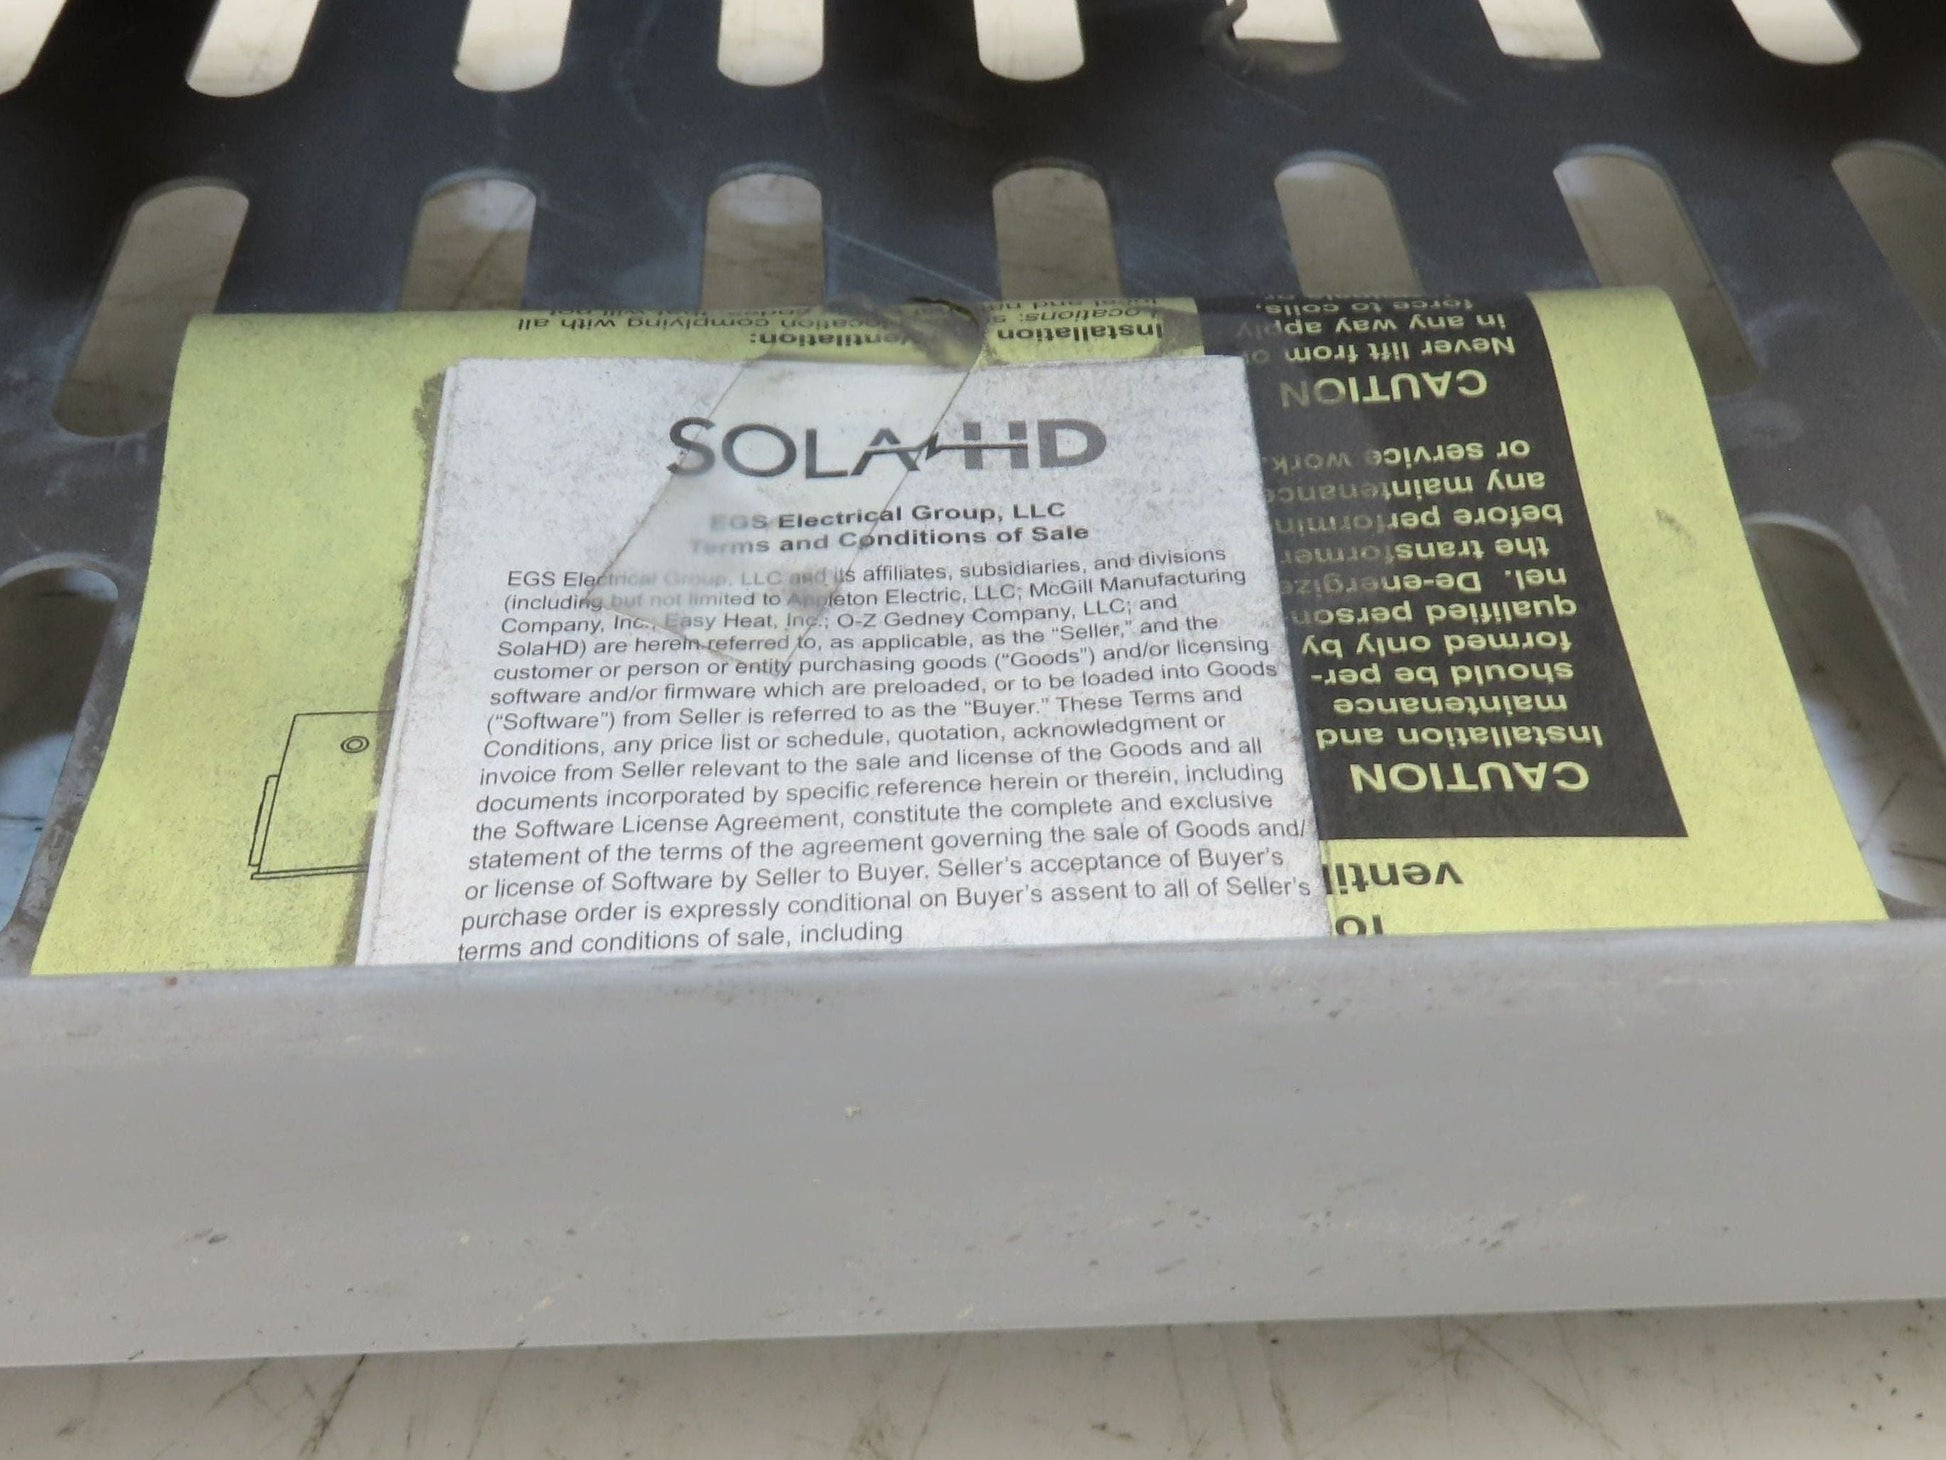 SOLA HD
EGS Electrical Group, LLC
Terms and Conditions of Sale
EGS Electrical Group, LLC and its affiliates, subsidiaries, and divisions
(including but not limited to Appleton Electric, LLC; McGill Manufacturing
Company, Inc.; Easy Heat, Inc.; O-Z Gedney Company, LLC; and
SolaHD) are herein referred to, as applicable, as the “Seller,” and the
customer or person or entity purchasing goods (“Goods”) and/or licensing
software and/or firmware which are preloaded, or to be loaded into Goods
(“Software”) from Seller is referred to as the “Buyer.” These Terms and
Conditions, any price list or schedule, quotation, acknowledgment or
invoice from Seller relevant to the sale and license of the Goods and all
documents incorporated by specific reference herein or therein, including
the Software License Agreement, constitute the complete and exclusive
statement of the terms of the agreement governing the sale of Goods and/
or license of Software by Seller to Buyer. Seller’s acceptance of Buyer’s
purchase order is expressly conditional on Buyer’s assent to all of Seller’s
terms and conditions of sale, including
CAUTION
Installation and
maintenance
should be per-
formed only by
qualified person
nel. De-energize
the transformer
before performin
any maintenance
or service work.
CAUTION
Never lift from o
in any way apply
force to coils,
Installation
Locations:
Ventilation:
location complying with all